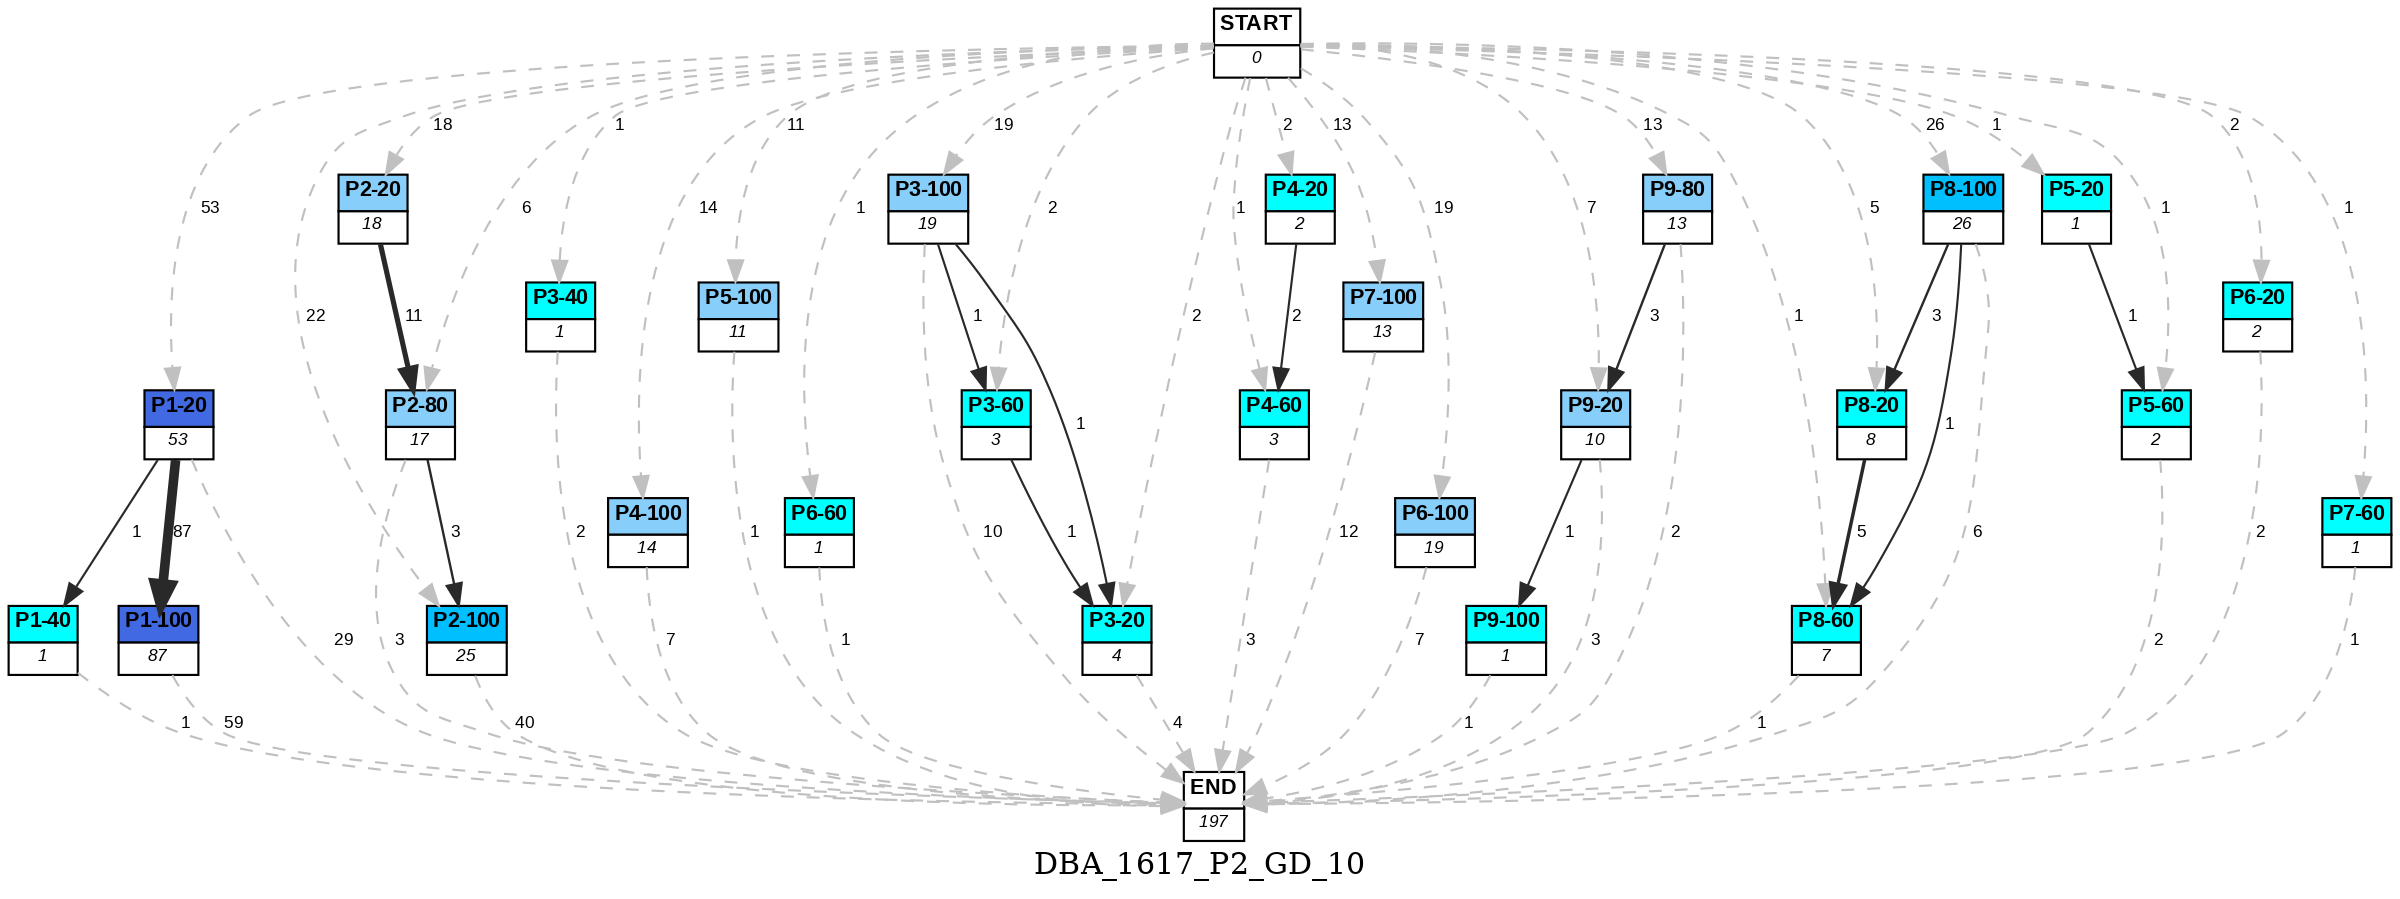 START
0
18
1
11
19
2
13
13
26
1
2
P2-20
18
P3-100
19
P4-20
2
P9-80
13
P8-100
26
P5-20
1
53
6
14
1
2
1
19
7
5
1
1
P3-40
1
P5-100
11
P7-100
13
P6-20
2
22
11
1
2
2
3
1
3
1
P1-20
53
P2-80
17
P3-60
3
P4-60
3
P9-20
10
P8-20
8
P5-60
2
1
P4-100
14
P6-60
1
P6-100
19
P7-60
1
1
87
3
10
1
12
1
2
5
6
2
P1-40
1
P1-100
87
P2-100
25
P3-20
4
P9-100
1
P8-60
7
29
3
2
7
1
1
3
7
3
2
1
1
59
40
4
1
1
END
197
DBA_1617_P2_GD_10